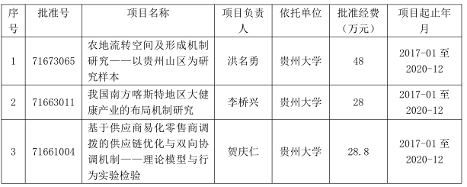 序号 批准号 项目名称 项目负责人 依托单位 批准经费（万元） 项目起止年月
1 71673065 农地流转空间及形成机制研究——以贵州山区为研究样本 洪名勇 贵州大学 48 2017-01 至 2020-12
2 71663011 我国南方喀斯特地区大健康产业的布局机制研究 李桥兴 贵州大学 28 2017-01 至 2020-12
3 71661004 基于供应商易化零售商调拨的供应链优化与双向协调机制——理论模型与行为实验检验 贺庆仁 贵州大学 28.8 2017-01 至 2020-12